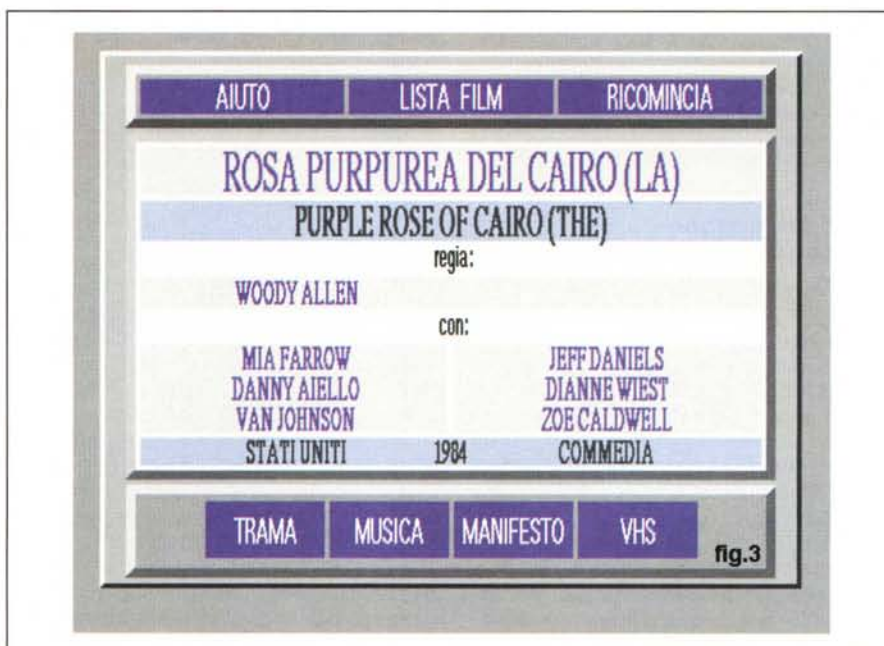 AIUTO LISTA FILM RICOMINCIA
ROSA PURPUREA DEL CAIRO (LA)
PURPLE ROSE OF CAIRO (THE)
regia:
WOODY ALLEN
con:
MIA FARROW JEFF DANIELS
DANNY AIELLO DIANNE WIEST
VAN JOHNSON ZOE CALDWELL
STATI UNITI 1984 COMMEDIA
TRAMA MUSICA MANIFESTO VHS
fig.3